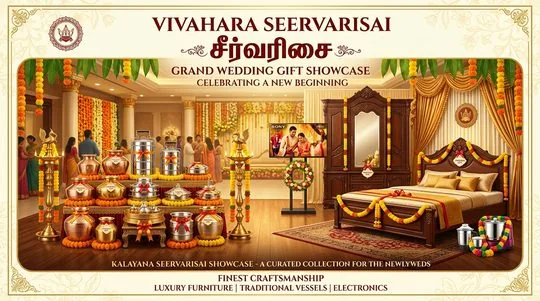 VIVAHARA SEERVARISAI
சீர்வரிசை
GRAND WEDDING GIFT SHOWCASE
CELEBRATING A NEW BEGINNING
SONY
KALAYANA SEERVARISAI SHOWCASE - A CURATED COLLECTION FOR THE NEWLYWEDS
FINEST CRAFTSMANSHIP
LUXURY FURNITURE | TRADITIONAL VESSELS | ELECTRONICS